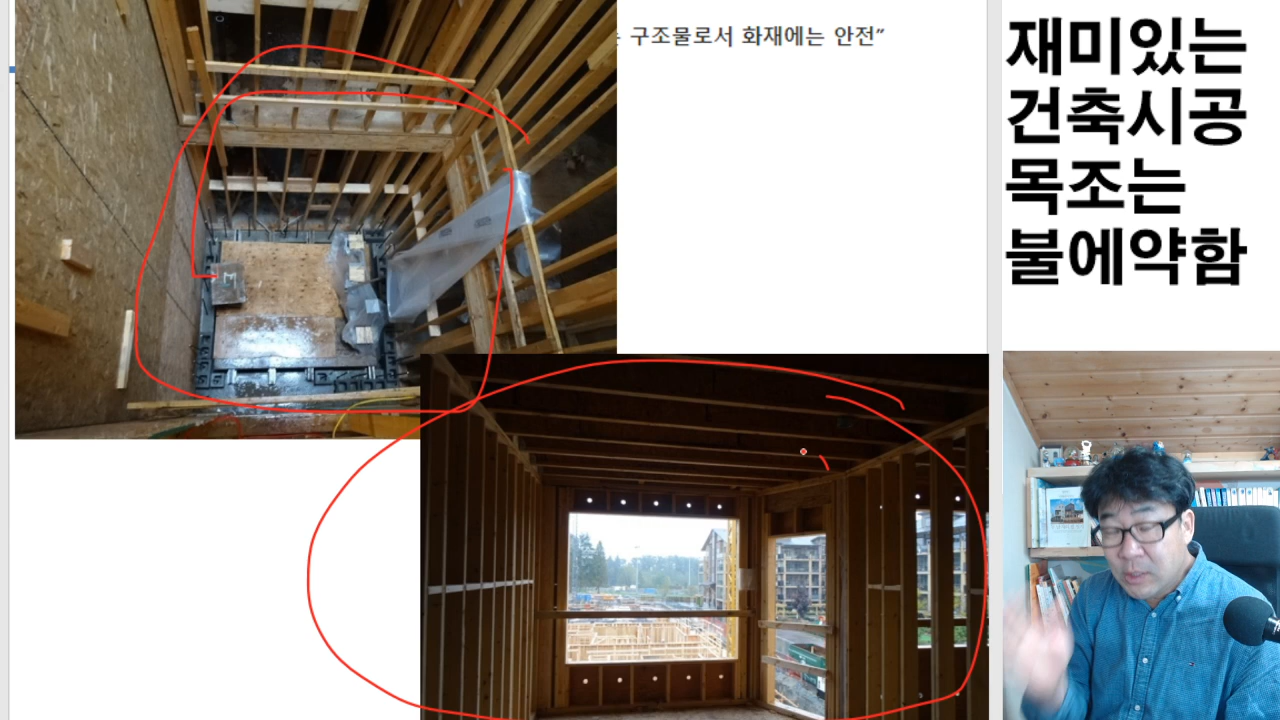 구조물로서 화재에는 안전”
재미있는
건축시공
목조는
불에약함